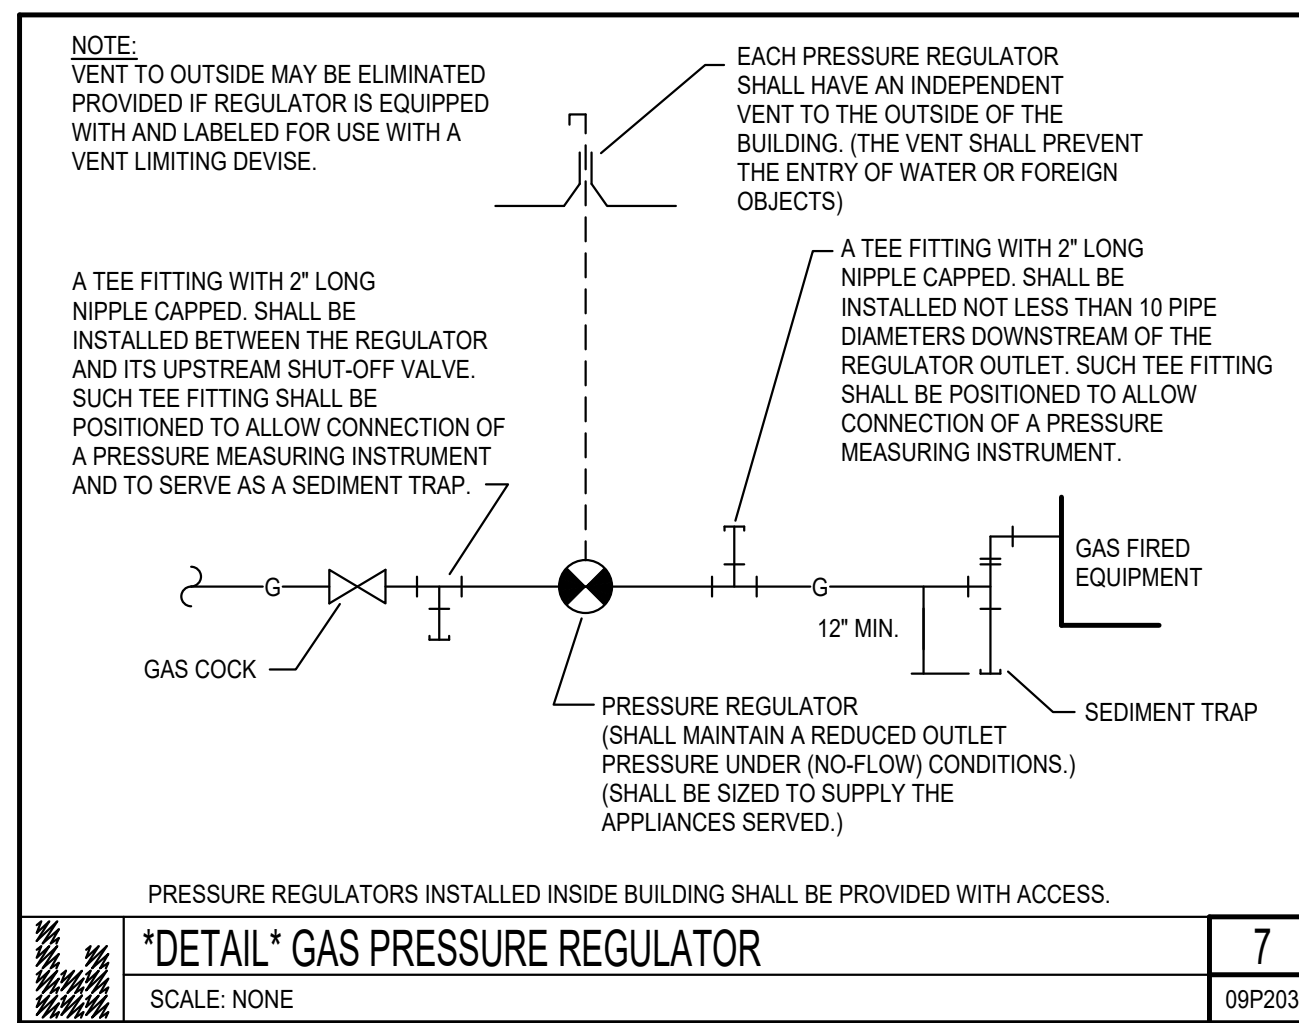 NOTE:
VENT TO OUTSIDE MAY BE ELIMINATED
PROVIDED IF REGULATOR IS EQUIPPED
WITH AND LABELED FOR USE WITH A
VENT LIMITING DEVISE.
EACH PRESSURE REGULATOR
SHALL HAVE AN INDEPENDENT
VENT TO THE OUTSIDE OF THE
BUILDING. (THE VENT SHALL PREVENT
THE ENTRY OF WATER OR FOREIGN
OBJECTS)
A TEE FITTING WITH 2" LONG
NIPPLE CAPPED. SHALL BE
INSTALLED BETWEEN THE REGULATOR
AND ITS UPSTREAM SHUT-OFF VALVE.
SUCH TEE FITTING SHALL BE
POSITIONED TO ALLOW CONNECTION OF
A PRESSURE MEASURING INSTRUMENT
AND TO SERVE AS A SEDIMENT TRAP.
A TEE FITTING WITH 2" LONG
NIPPLE CAPPED. SHALL BE
INSTALLED NOT LESS THAN 10 PIPE
DIAMETERS DOWNSTREAM OF THE
REGULATOR OUTLET. SUCH TEE FITTING
SHALL BE POSITIONED TO ALLOW
CONNECTION OF A PRESSURE
MEASURING INSTRUMENT.
GAS FIRED
EQUIPMENT
G
G
12" MIN.
GAS COCK
SEDIMENT TRAP
PRESSURE REGULATOR
(SHALL MAINTAIN A REDUCED OUTLET
PRESSURE UNDER (NO-FLOW) CONDITIONS.)
(SHALL BE SIZED TO SUPPLY THE
APPLIANCES SERVED.)
PRESSURE REGULATORS INSTALLED INSIDE BUILDING SHALL BE PROVIDED WITH ACCESS.
*DETAIL* GAS PRESSURE REGULATOR
7
SCALE: NONE
09P203